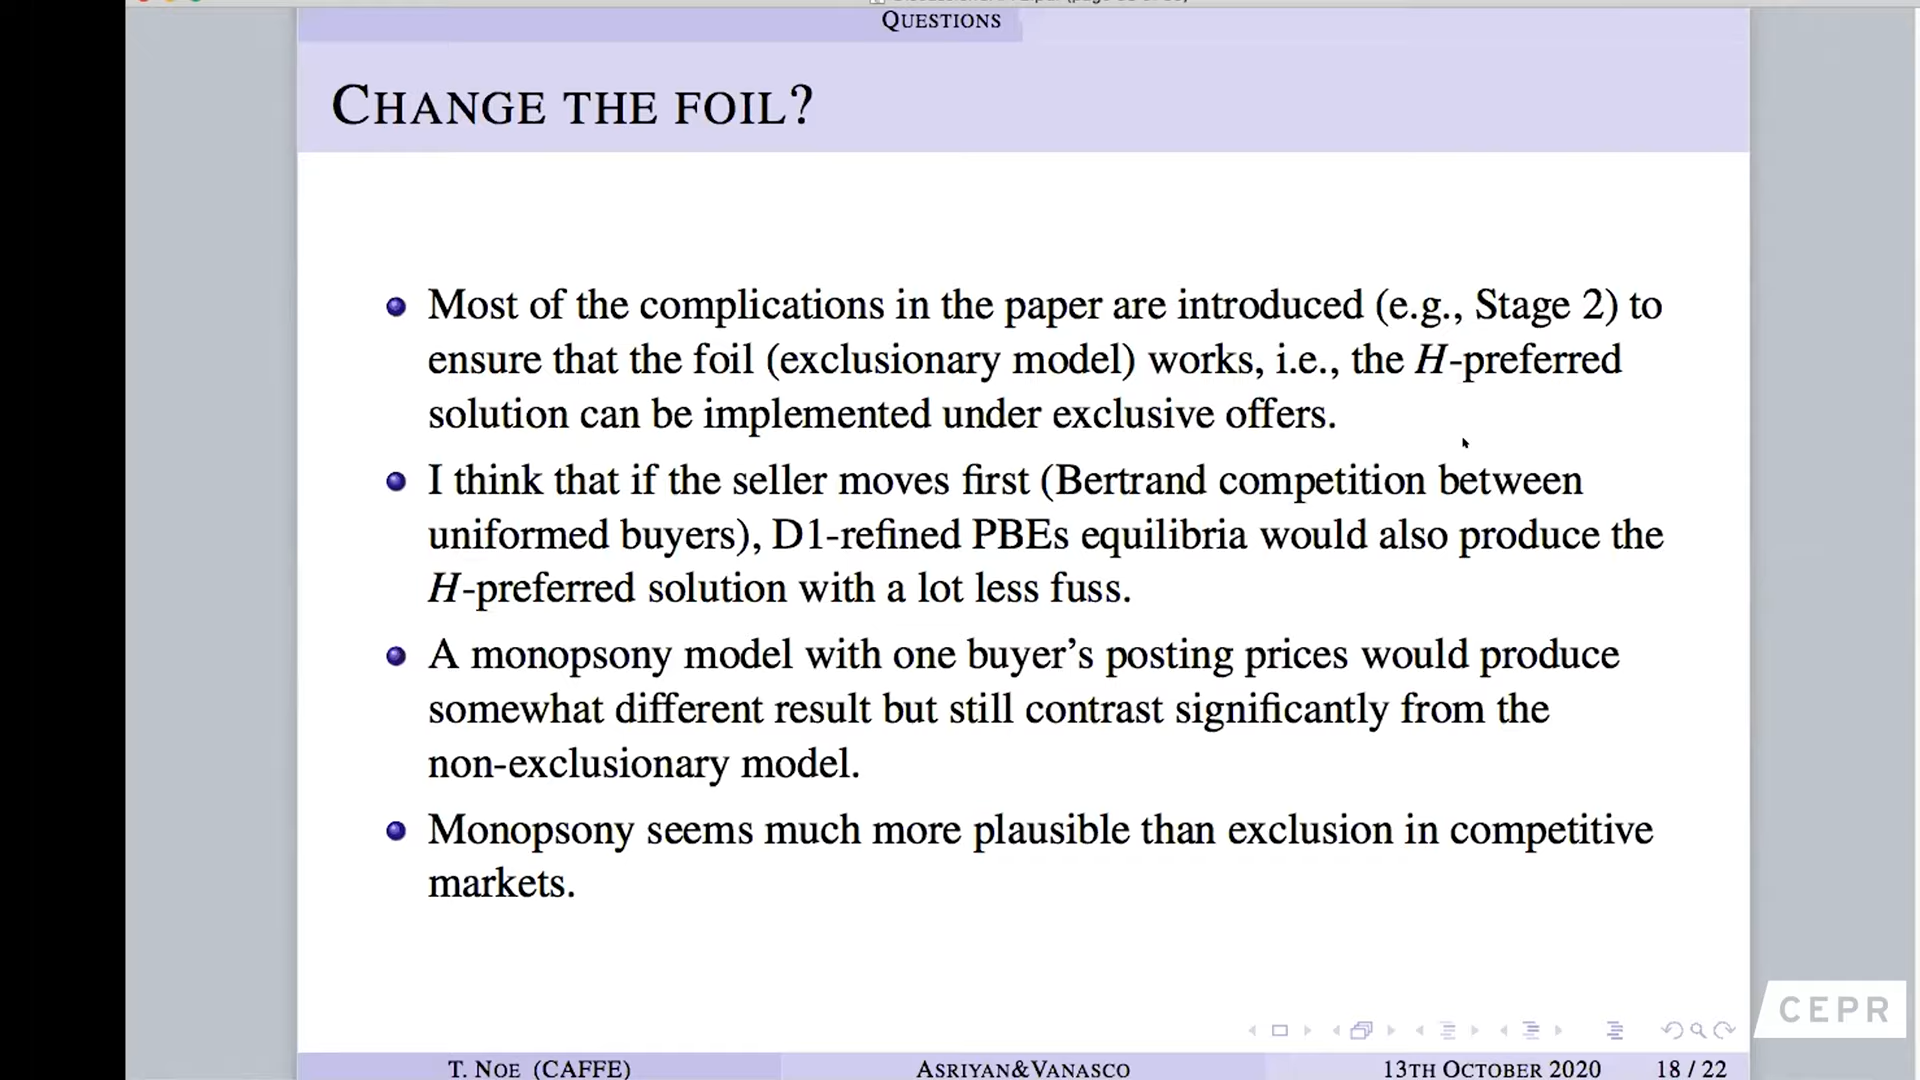 QUESTIONS
CHANGE THE FOIL?
Most of the complications in the paper are introduced (e.g., Stage 2) to
ensure that the foil (exclusionary model) works, i.e., the H-preferred
solution can be implemented under exclusive offers.
I think that if the seller moves first (Bertrand competition between
uniformed buyers), D1-refined PBEs equilibria would also produce the
H-preferred solution with a lot less fuss.
A monopsony model with one buyer's posting prices would produce
somewhat different result but still contrast significantly from the
non-exclusionary model.
Monopsony seems much more plausible than exclusion in competitive
markets.
CEPR
T. NOE (CAFFE) ASRIYAN&VANASCO 13TH OCTOBER 2020 18 / 22